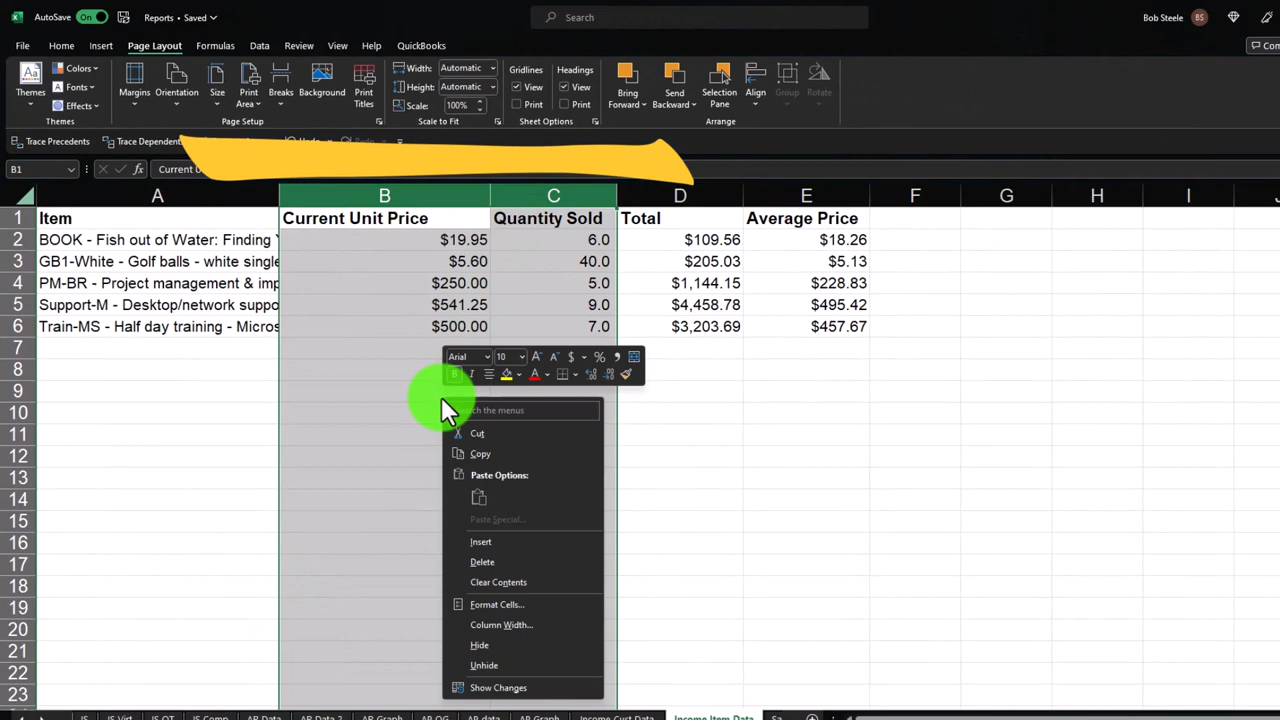 AutoSave On Reports • Saved Search Bob Steele BS
File Home Insert Page Layout Formulas Data Review View Help QuickBooks
Themes Colors Fonts Effects Themes
Margins Orientation Size Print Area Breaks Background Print Titles Page Setup
Width: Automatic Height: Automatic Scale: 100% Scale to Fit
Gridlines View Print Headings View Print Sheet Options
Bring Forward Send Backward Selection Pane Align Group Rotate Arrange
Trace Precedents Trace Dependents
B1 fx Current
A B C D E F G H I
1 Item Current Unit Price Quantity Sold Total Average Price
2 BOOK - Fish out of Water: Finding $19.95 6.0 $109.56 $18.26
3 GB1-White - Golf balls - white single $5.60 40.0 $205.03 $5.13
4 PM-BR - Project management & imp $250.00 5.0 $1,144.15 $228.83
5 Support-M - Desktop/network suppo $541.25 9.0 $4,458.78 $495.42
6 Train-MS - Half day training - Micros $500.00 7.0 $3,203.69 $457.67
7
8
9
10
11
12
13
14
15
16
17
18
19
20
21
22
23
Arial 10 $ % ,
B I A
the menus
Cut
Copy
Paste Options:
Paste Special...
Insert
Delete
Clear Contents
Format Cells...
Column Width...
Hide
Unhide
Show Changes
IS IS Virt IS QT IS Comp AR Data AR Data 2 AR Graph AR QG AR data AR Graph Income Cust Data Income Item Data Sa